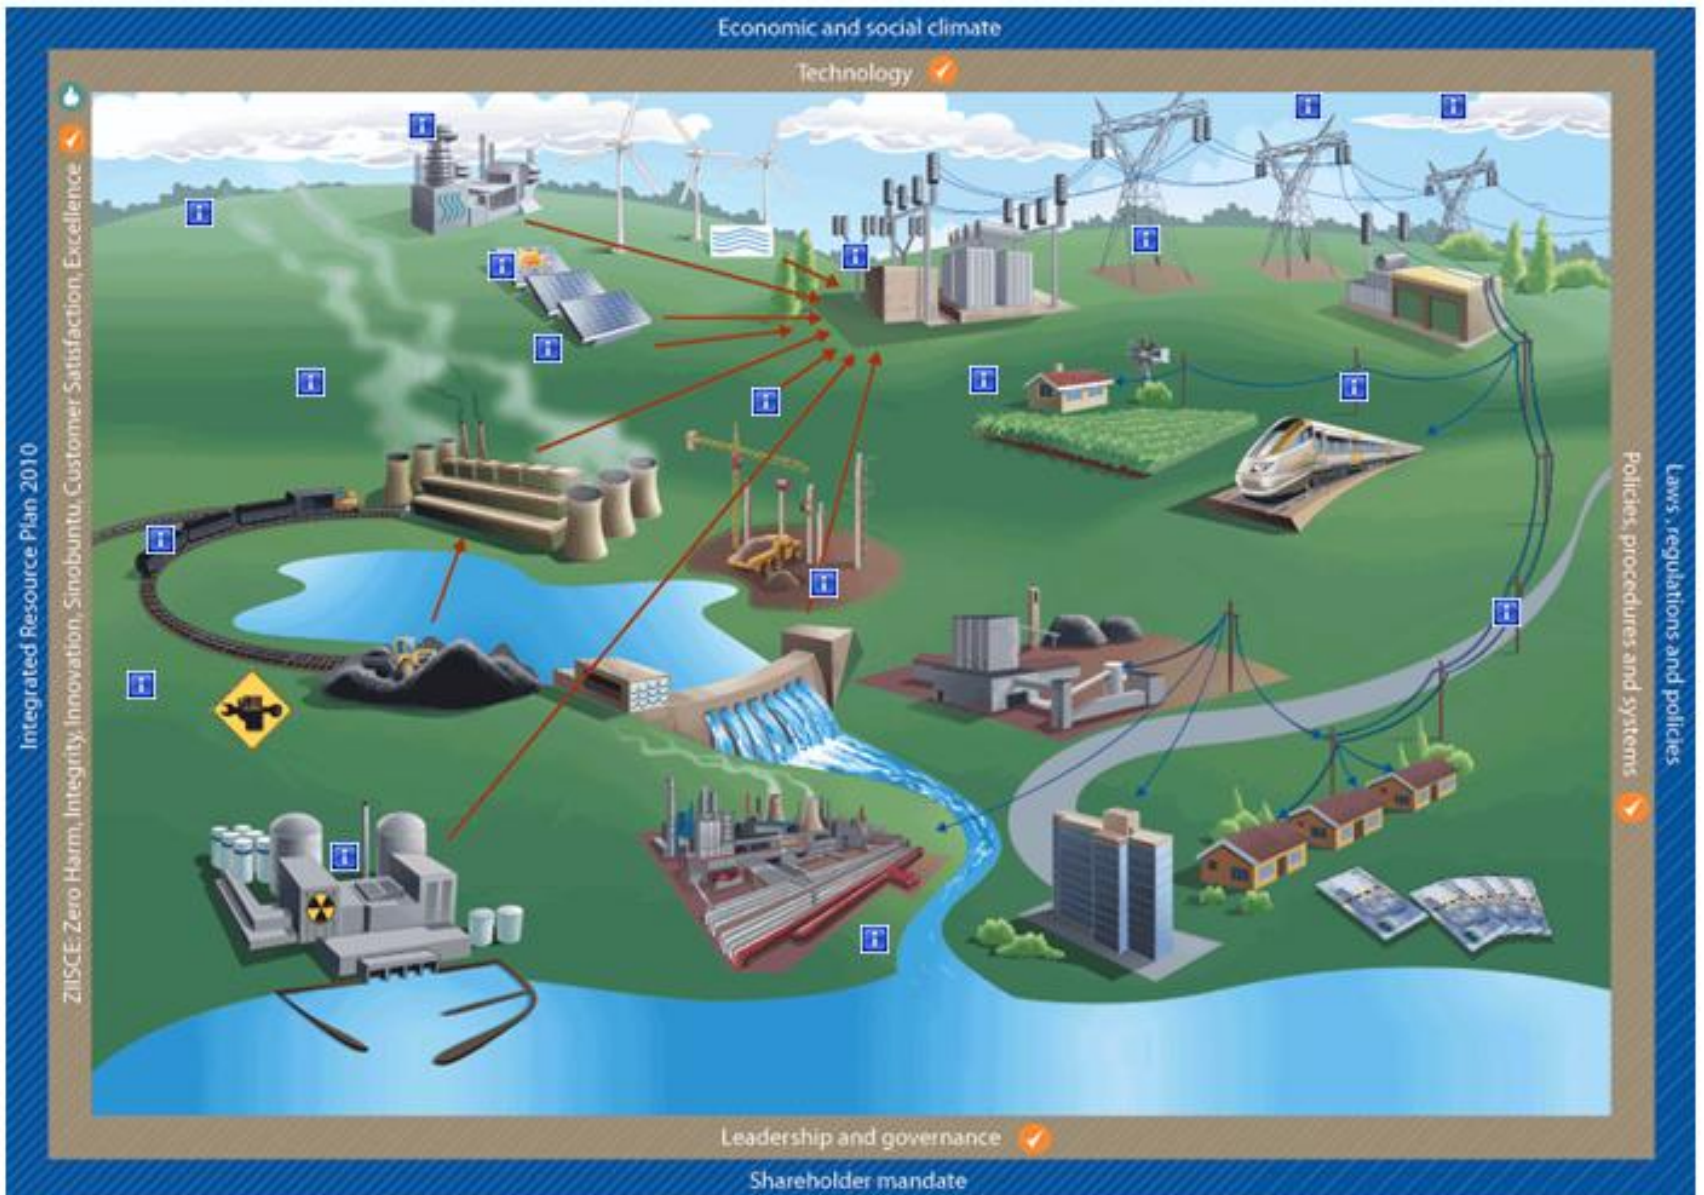 Economic and social climate
Technology
Integrated Resource Plan 2010
ZIISCE: Zero Harm, Integrity, Innovation, Sinobuntu, Customer Satisfaction, Excellence
Policies, procedures and systems
Laws, regulations and policies
Leadership and governance
Shareholder mandate